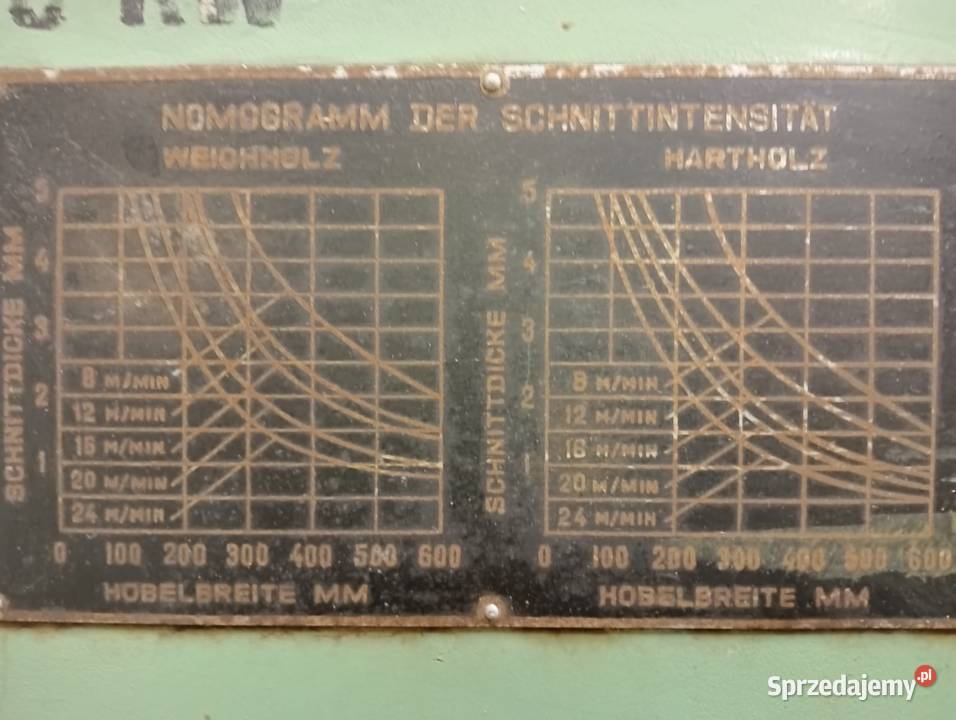 NOMOGRAMM DER SCHNITTINTENSITÄT
WEICHHOLZ
SCHNITTDICKE MM
5
4
3
2
1
8 M/MIN
12 M/MIN
16 M/MIN
20 M/MIN
24 M/MIN
0 100 200 300 400 500 600
HOBELBREITE MM
HARTHOLZ
SCHNITTDICKE MM
5
4
3
2
1
8 M/MIN
12 M/MIN
16 M/MIN
20 M/MIN
24 M/MIN
0 100 200 300 400 500 600
HOBELBREITE MM
Sprzedajemy.pl